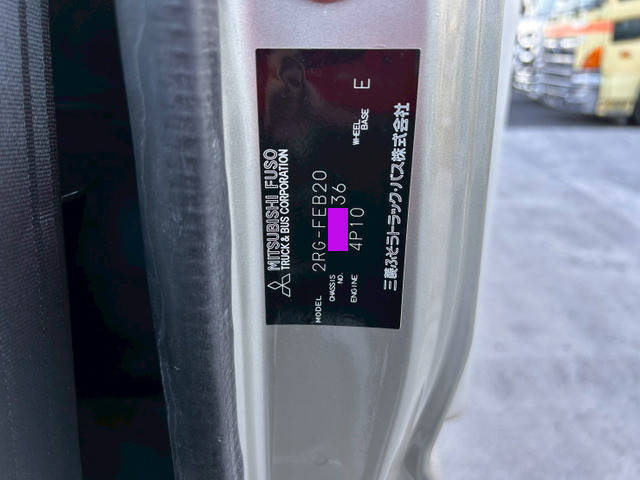 MITSUBISHI FUSO
TRUCK & BUS CORPORATION
MODEL 2RG-FEB20
CHASSIS NO. 36
ENGINE 4P10 WHEEL BASE E
三菱ふそうトラック・バス株式会社